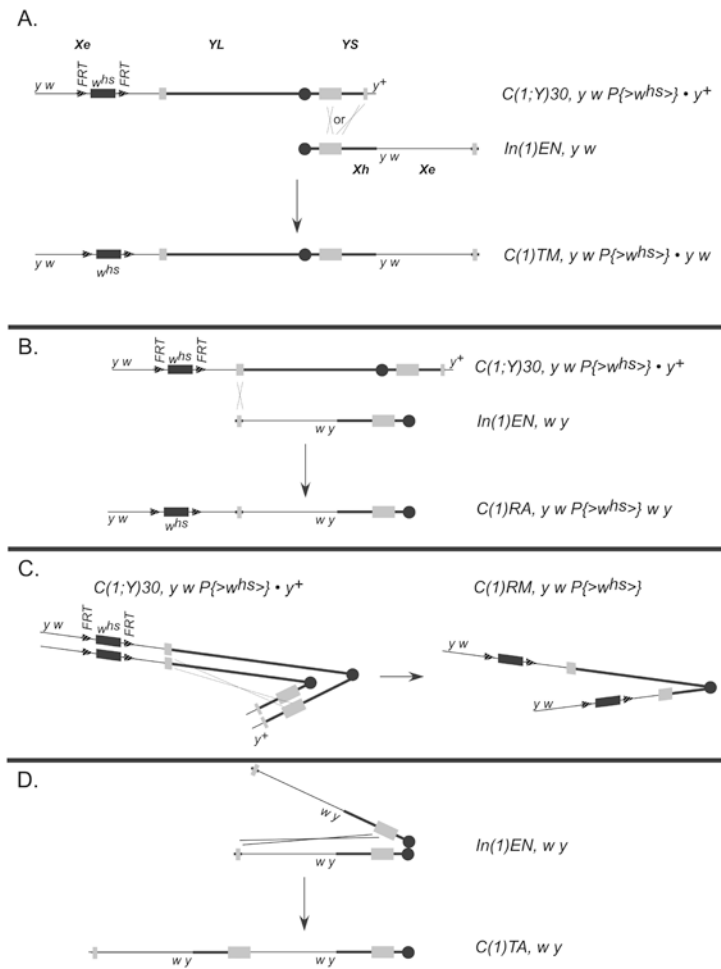 A.
Xe YL YS
y w FRT w^hs FRT y+
C(1;Y)30, y w P{>w^hs>} • y+
or
In(1)EN, y w
y w
Xh Xe
y w w^hs y w
C(1)TM, y w P{>w^hs>} • y w
B.
y w FRT w^hs FRT y+
C(1;Y)30, y w P{>w^hs>} • y+
w y
In(1)EN, w y
y w w^hs w y
C(1)RA, y w P{>w^hs>} w y
C.
C(1;Y)30, y w P{>w^hs>} • y+
C(1)RM, y w P{>w^hs>}
y w FRT w^hs FRT
y w
y w
y+
D.
w y
w y
In(1)EN, w y
w y w y
C(1)TA, w y